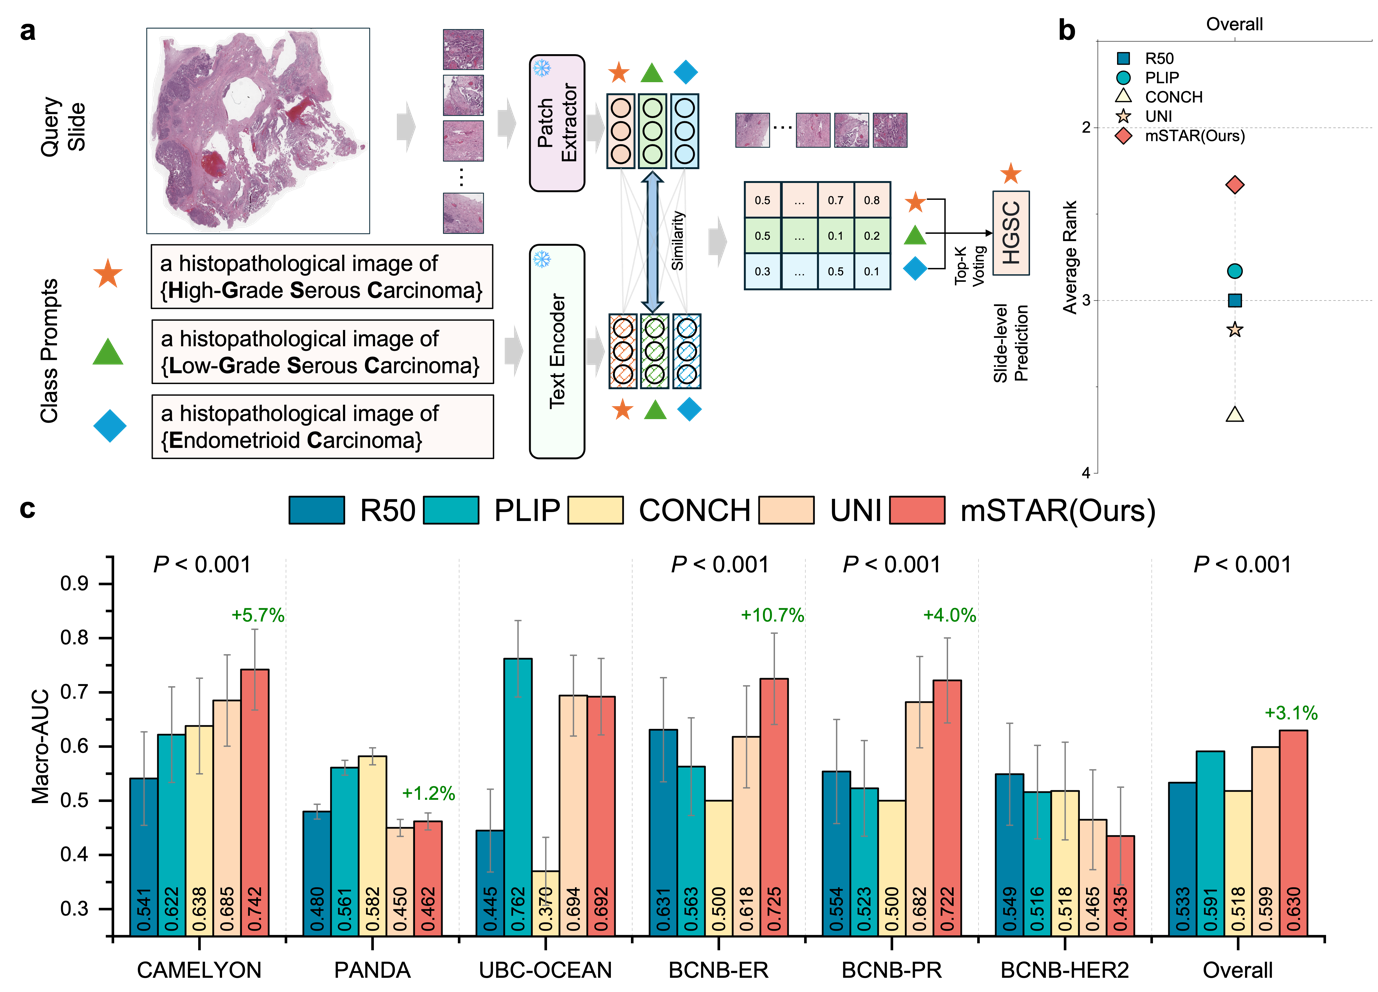 a
Query
Slide
Patch
Extractor
Similarity
0.5 ... 0.7 0.8
0.5 ... 0.1 0.2
0.3 ... 0.5 0.1
Top-K
Voting
HGSC
Slide-level
Prediction
Class Prompts
a histopathological image of
{High-Grade Serous Carcinoma}
a histopathological image of
{Low-Grade Serous Carcinoma}
a histopathological image of
{Endometrioid Carcinoma}
Text Encoder
b
Overall
R50
PLIP
CONCH
UNI
mSTAR(Ours)
Average Rank
2
3
4
c
R50 PLIP CONCH UNI mSTAR(Ours)
Macro-AUC
0.9
0.8
0.7
0.6
0.5
0.4
0.3
P < 0.001
P < 0.001
P < 0.001
P < 0.001
+5.7%
+1.2%
+10.7%
+4.0%
+3.1%
0.541 0.622 0.638 0.685 0.742
0.480 0.561 0.582 0.450 0.462
0.445 0.762 0.370 0.694 0.692
0.631 0.563 0.500 0.618 0.725
0.554 0.523 0.500 0.682 0.722
0.549 0.516 0.518 0.465 0.435
0.533 0.591 0.518 0.599 0.630
CAMELYON PANDA UBC-OCEAN BCNB-ER BCNB-PR BCNB-HER2 Overall